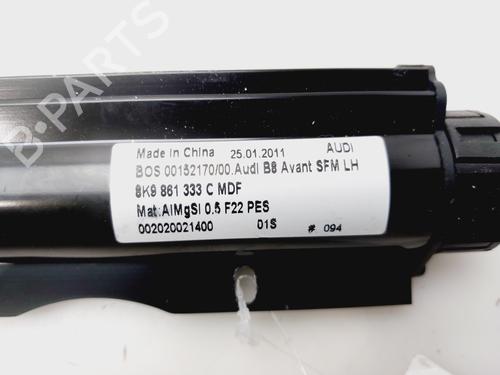 B-PARTS
Made in China 25.01.2011 AUDI
BOS 00152170/00.Audi B8 Avant SFM LH
8K9 861 333 C MDF
Mat:AlMgSI 0.5 F22 PES
002020021400 01S # 094